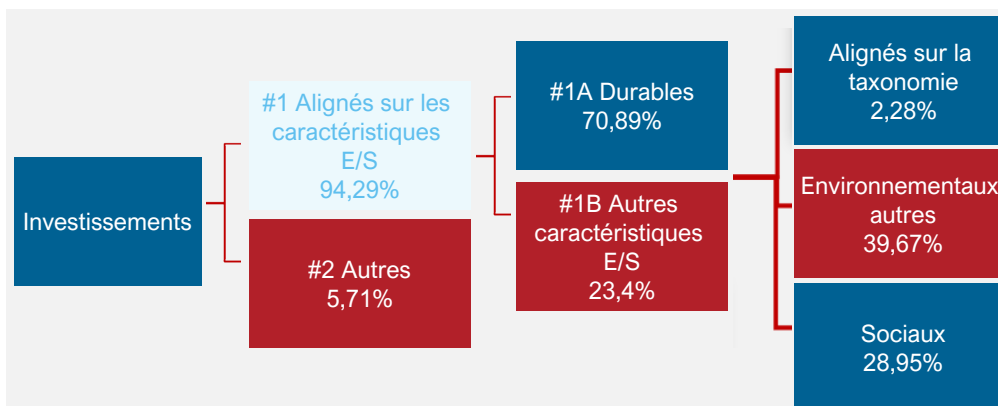 Investissements
#1 Alignés sur les
caractéristiques
E/S
94,29%
#2 Autres
5,71%
#1A Durables
70,89%
#1B Autres
caractéristiques
E/S
23,4%
Alignés sur la
taxonomie
2,28%
Environnementaux
autres
39,67%
Sociaux
28,95%